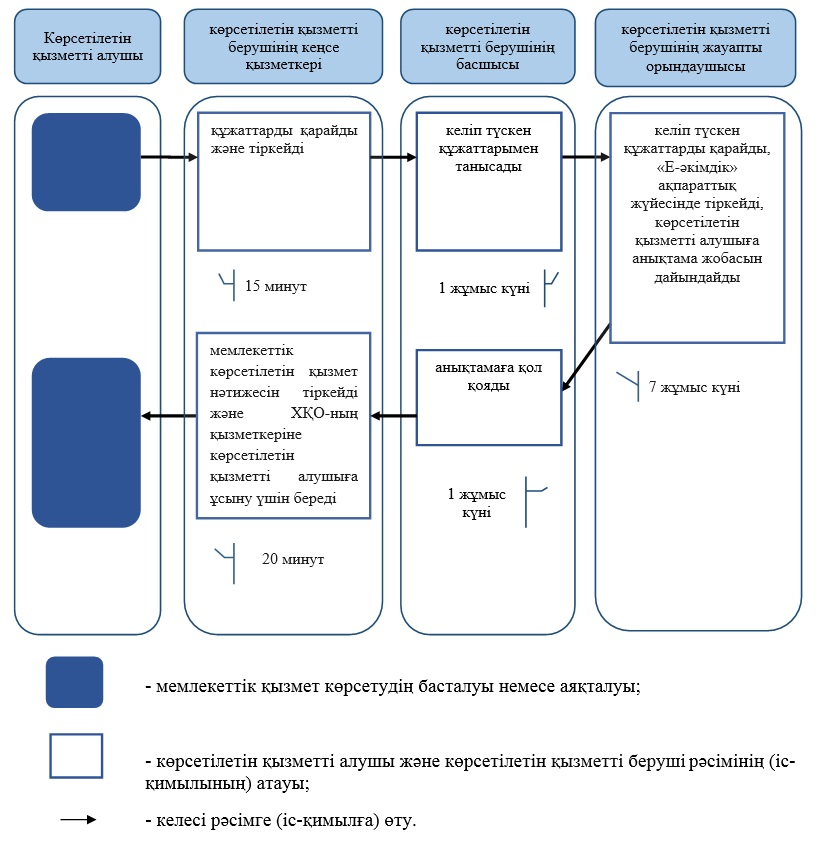 Көрсетілетін
қызметті алушы
көрсетілетін қызметті
берушінің кеңсе
қызметкері
көрсетілетін
қызметті берушінің
басшысы
көрсетілетін қызметті
берушінің жауапты
орындаушысы
құжаттарды қарайды
және тіркейді
15 минут
келіп түскен
құжаттарымен
танысады
1 жұмыс күні
келіп түскен
құжаттарды қарайды,
«Е-әкімдік»
ақпараттық
жүйесінде тіркейді,
көрсетілетін
қызметті алушыға
анықтама жобасын
дайындайды
7 жұмыс күні
анықтамаға қол
қояды
1 жұмыс
күні
мемлекеттік
көрсетілетін қызмет
нәтижесін тіркейді
және ХҚО-ның
қызметкеріне
көрсетілетін
қызметті алушыға
ұсыну үшін береді
20 минут
- мемлекеттік қызмет көрсетудің басталуы немесе аяқталуы;
- көрсетілетін қызметті алушы және көрсетілетін қызметті беруші рәсімінің (іс-
қимылының) атауы;
- келесі рәсімге (іс-қимылға) өту.